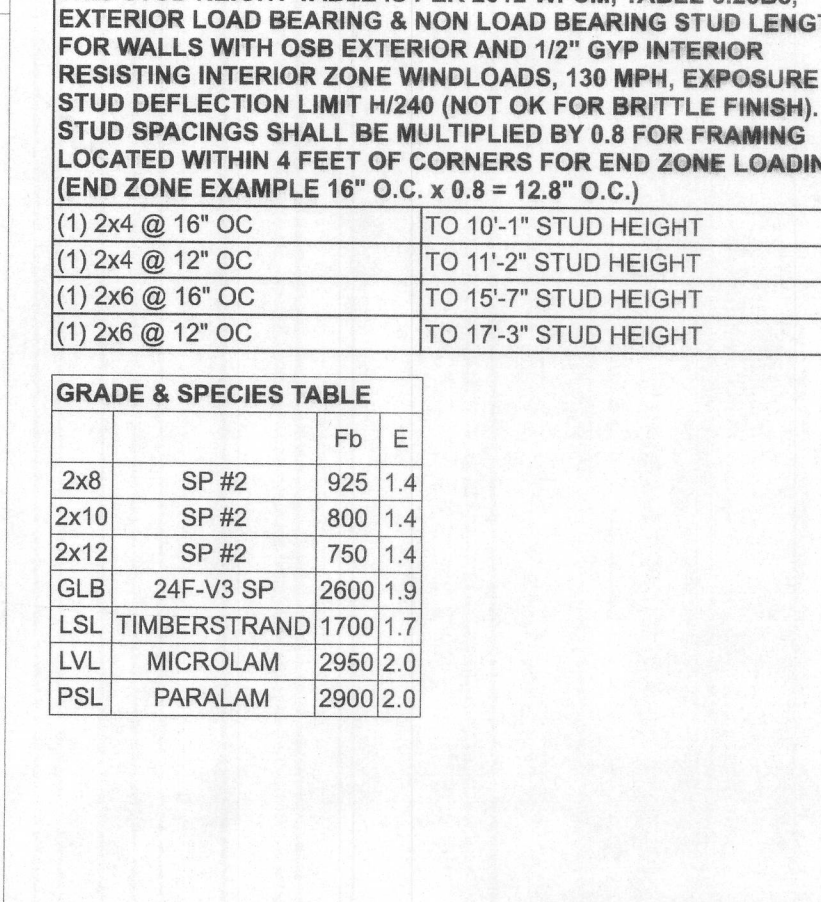 EXTERIOR LOAD BEARING & NON LOAD BEARING STUD
FOR WALLS WITH OSB EXTERIOR AND 1/2" GYP INTERIOR
RESISTING INTERIOR ZONE WINDLOADS, 130 MPH, EXPOSURE
STUD DEFLECTION LIMIT H/240 (NOT OK FOR BRITTLE FINISH).
STUD SPACINGS SHALL BE MULTIPLIED BY 0.8 FOR FRAMING
LOCATED WITHIN 4 FEET OF CORNERS FOR END ZONE
(END ZONE EXAMPLE 16" O.C. x 0.8 = 12.8" O.C.)
(1) 2x4 @ 16" OC TO 10'-1" STUD HEIGHT
(1) 2x4 @ 12" OC TO 11'-2" STUD HEIGHT
(1) 2x6 @ 16" OC TO 15'-7" STUD HEIGHT
(1) 2x6 @ 12" OC TO 17'-3" STUD HEIGHT
GRADE & SPECIES TABLE
Fb E
2x8 SP #2 925 1.4
2x10 SP #2 800 1.4
2x12 SP #2 750 1.4
GLB 24F-V3 SP 2600 1.9
LSL TIMBERSTRAND 1700 1.7
LVL MICROLAM 2950 2.0
PSL PARALAM 2900 2.0